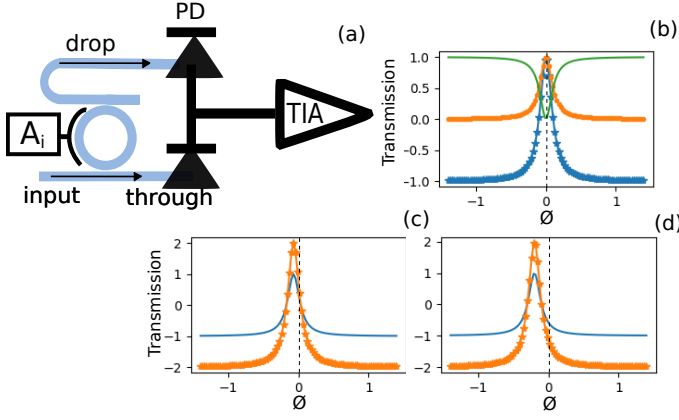 PD
(a)
drop
TIA
A_i
input
through
(b)
Transmission
1.0
0.5
0.0
−0.5
−1.0
−1
0
1
Ø
(c)
Transmission
2
1
0
−1
−2
−1
0
1
Ø
(d)
2
1
0
−1
−2
−1
0
1
Ø